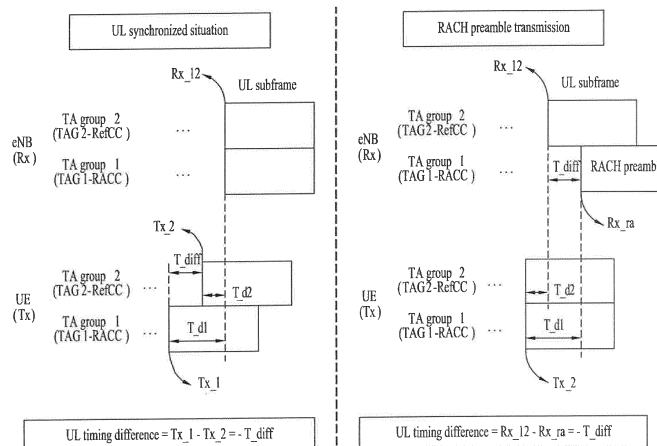 UL synchronized situation
Rx_12
UL subframe
TA group 2
(TAG 2-RefCC)
...
eNB
(Rx)
TA group 1
(TAG 1-RACC)
...
Tx_2
T_diff
TA group 2
(TAG 2-RefCC)
...
T_d2
UE
(Tx)
TA group 1
(TAG 1-RACC)
...
T_d1
Tx_1
UL timing difference = Tx_1 - Tx_2 = - T_diff
RACH preamble transmission
Rx_12
UL subframe
TA group 2
(TAG 2-RefCC)
...
eNB
(Rx)
TA group 1
(TAG 1-RACC)
...
T_diff
RACH preamb
Rx_ra
TA group 2
(TAG 2-RefCC)
...
T_d2
UE
(Tx)
TA group 1
(TAG 1-RACC)
...
T_d1
Tx_2
UL timing difference = Rx_12 - Rx_ra = - T_diff